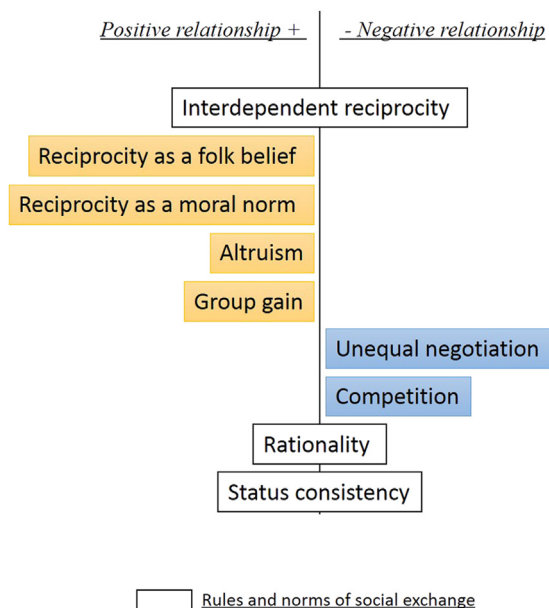 Positive relationship +
- Negative relationship
Interdependent reciprocity
Reciprocity as a folk belief
Reciprocity as a moral norm
Altruism
Group gain
Unequal negotiation
Competition
Rationality
Status consistency
Rules and norms of social exchange